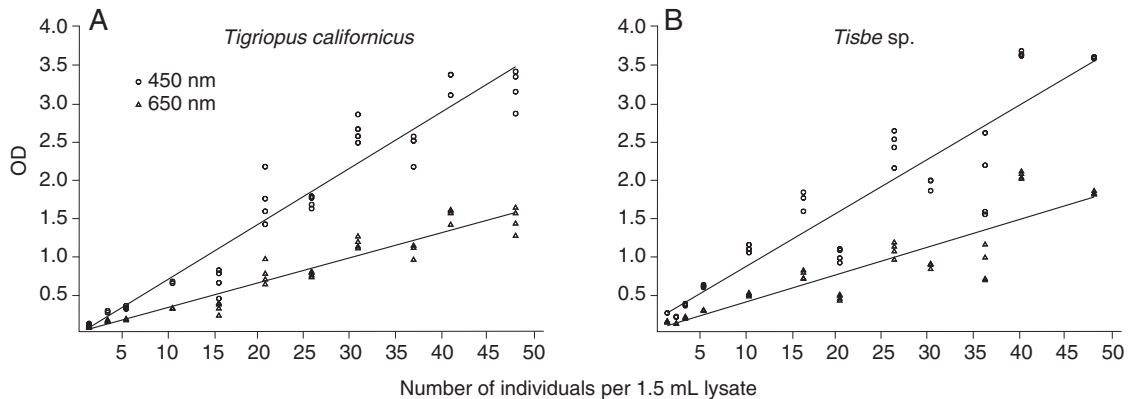 A
Tigriopus californicus
450 nm
650 nm
OD
4.0
3.5
3.0
2.5
2.0
1.5
1.0
0.5
5 10 15 20 25 30 35 40 45 50
B
Tisbe sp.
4.0
3.5
3.0
2.5
2.0
1.5
1.0
0.5
5 10 15 20 25 30 35 40 45 50
Number of individuals per 1.5 mL lysate